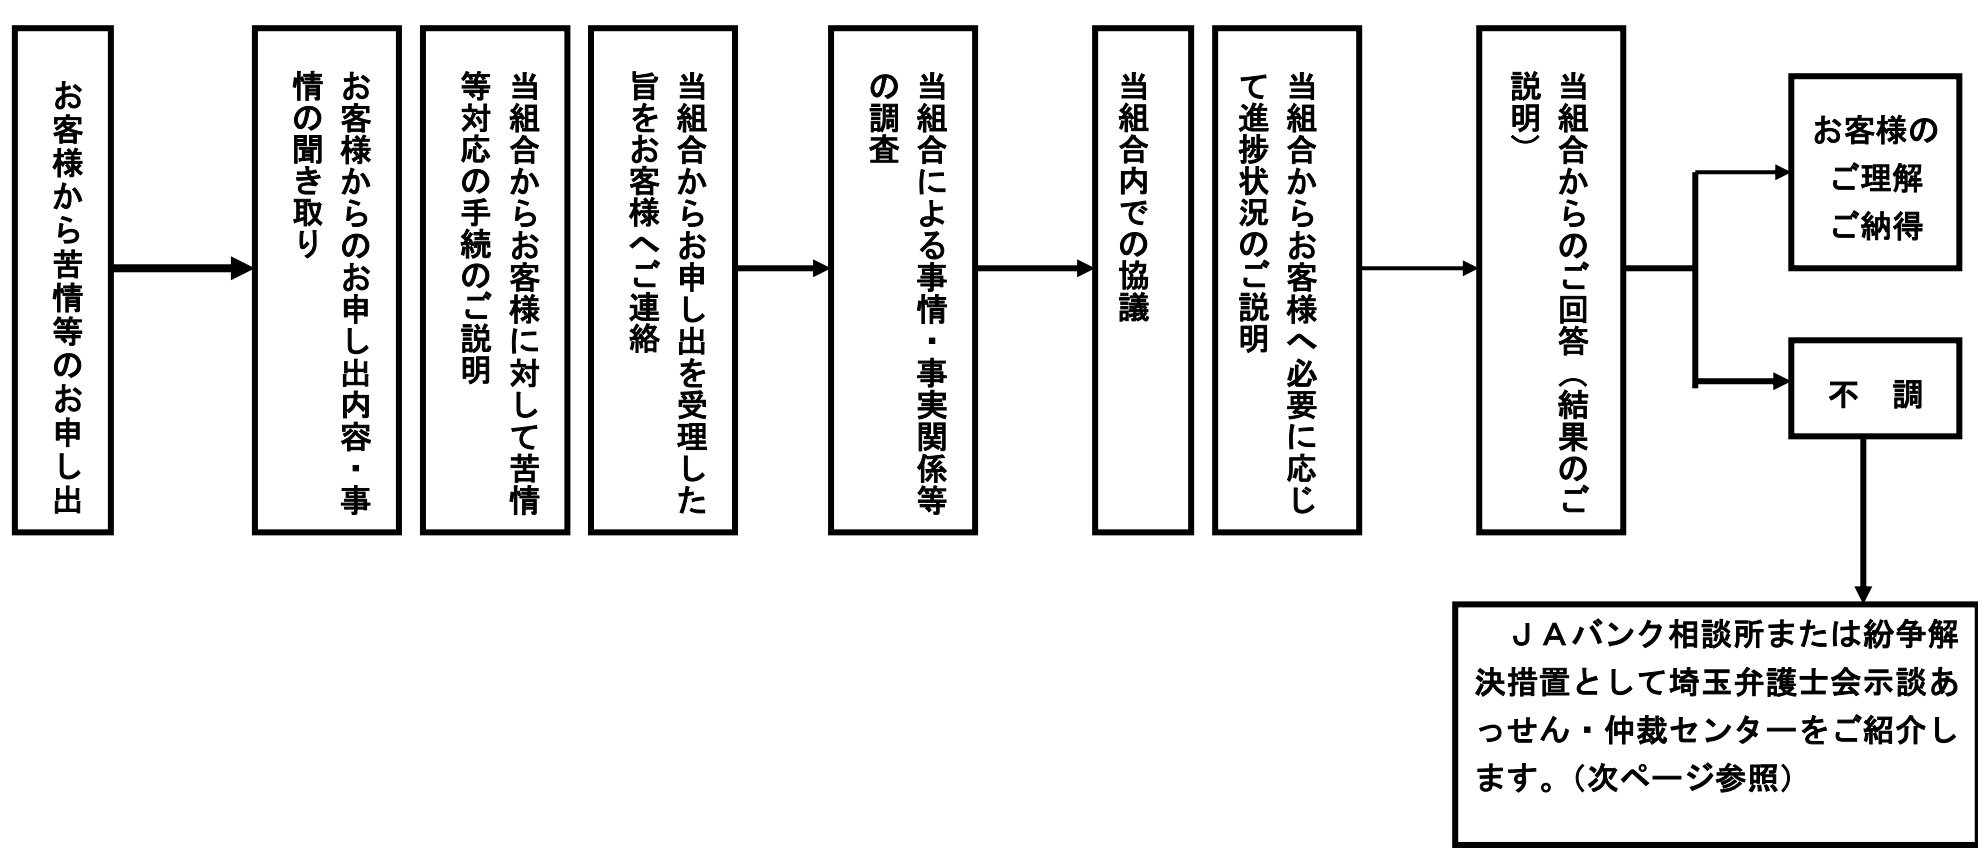 お客様から苦情等のお申し出
お客様からのお申し出内容・事
情の聞き取り
当組合からお客様に対して苦情
等対応の手続のご説明
当組合からお申し出を受理した
旨をお客様へご連絡
当組合による事情・事実関係等
の調査
当組合内での協議
当組合からお客様へ必要に応じ
て進捗状況のご説明
当組合からのご回答（結果のご
説明）
お客様の
ご理解
ご納得
不　調
ＪＡバンク相談所または紛争解
決措置として埼玉弁護士会示談あ
っせん・仲裁センターをご紹介し
ます。（次ページ参照）